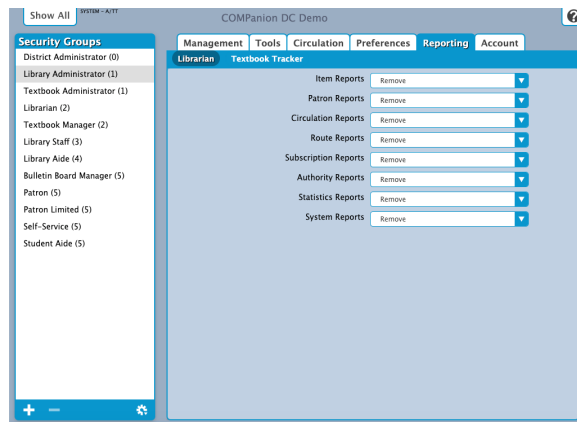 Show All
SYSTEM – A/TT
COMPanion DC Demo
Security Groups
District Administrator (0)
Library Administrator (1)
Textbook Administrator (1)
Librarian (2)
Textbook Manager (2)
Library Staff (3)
Library Aide (4)
Bulletin Board Manager (5)
Patron (5)
Patron Limited (5)
Self-Service (5)
Student Aide (5)
Management Tools Circulation Preferences Reporting Account
Librarian Textbook Tracker
Item Reports Remove
Patron Reports Remove
Circulation Reports Remove
Route Reports Remove
Subscription Reports Remove
Authority Reports Remove
Statistics Reports Remove
System Reports Remove